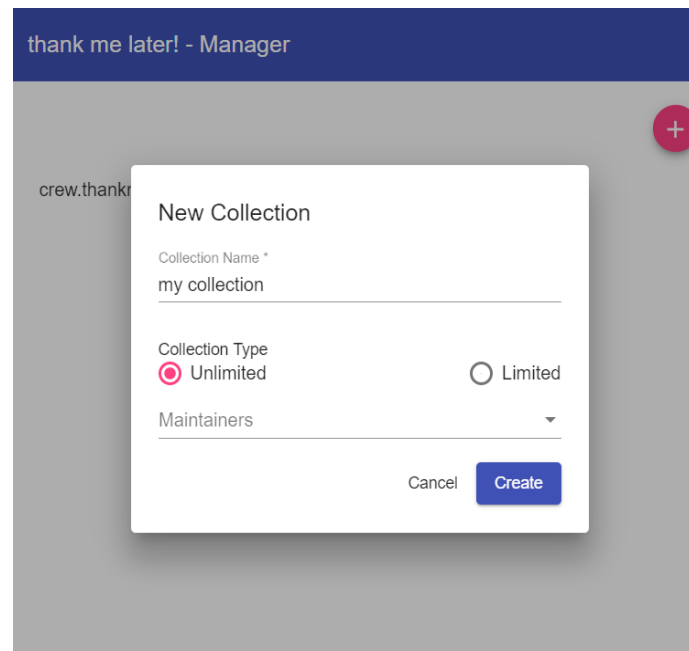 thank me later! - Manager
+
crew.thankr
New Collection
Collection Name *
my collection
Collection Type
Unlimited Limited
Maintainers
Cancel Create